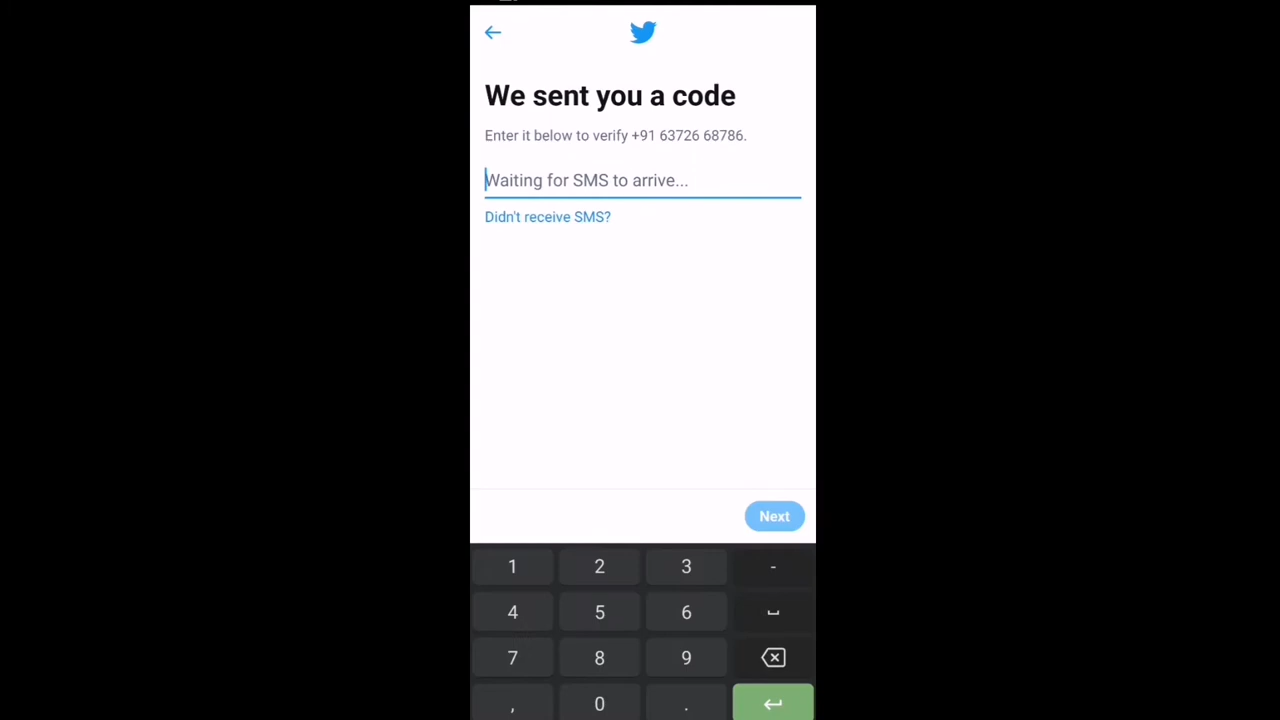 We sent you a code
Enter it below to verify +91 63726 68786.
Waiting for SMS to arrive...
Didn't receive SMS?
Next
1 2 3 -
4 5 6
7 8 9
, 0 .